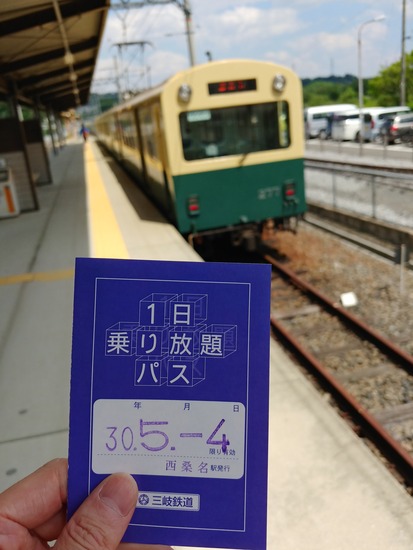 277
1日
乗り放題
パス
年 月 日
30.5.-4
限り有効
西桑名駅発行
三岐鉄道